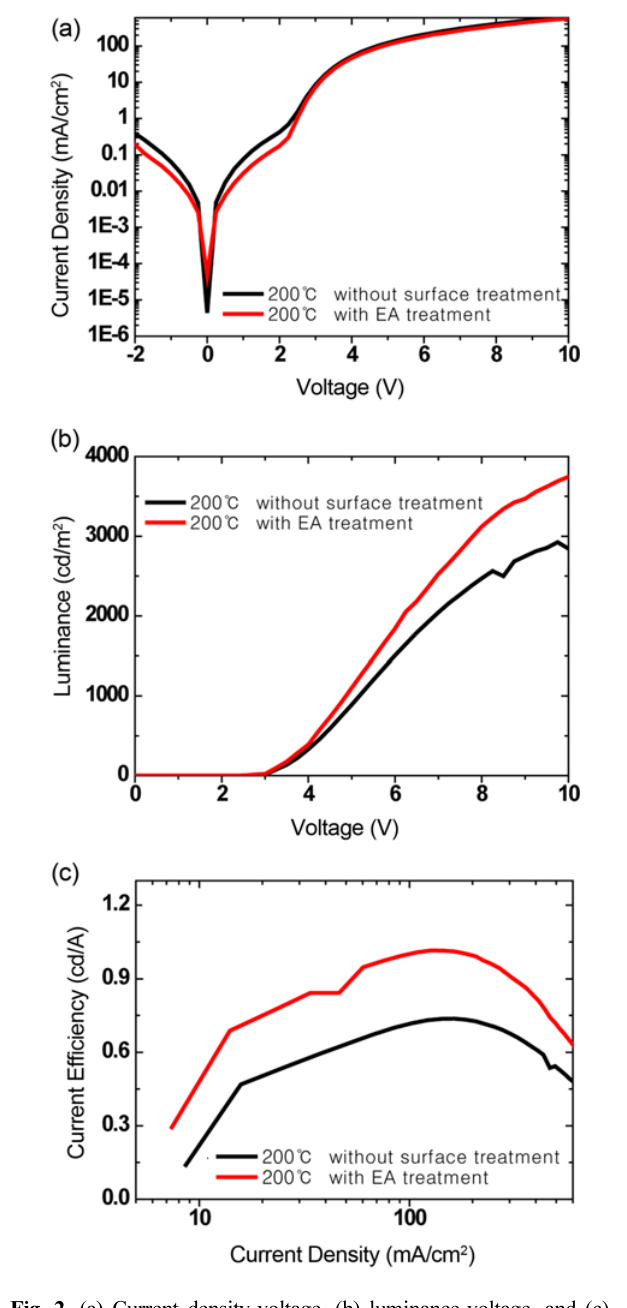 (a)
Current Density (mA/cm²)
100
10
1
0.1
0.01
1E-3
1E-4
1E-5
1E-6
200℃ without surface treatment
200℃ with EA treatment
-2 0 2 4 6 8 10
Voltage (V)
(b)
Luminance (cd/m²)
4000
3000
2000
1000
0
200℃ without surface treatment
200℃ with EA treatment
0 2 4 6 8 10
Voltage (V)
(c)
Current Efficiency (cd/A)
1.2
0.9
0.6
0.3
0.0
200℃ without surface treatment
200℃ with EA treatment
10 100
Current Density (mA/cm²)
Fig. 2. (a) Current density-voltage, (b) luminance-voltage, and (c)